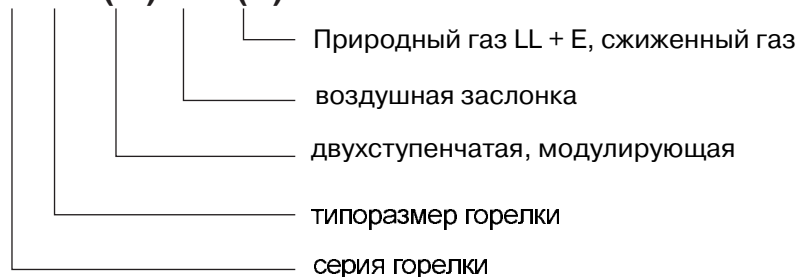 Природный газ LL + E, сжиженный газ
воздушная заслонка
двухступенчатая, модулирующая
типоразмер горелки
серия горелки